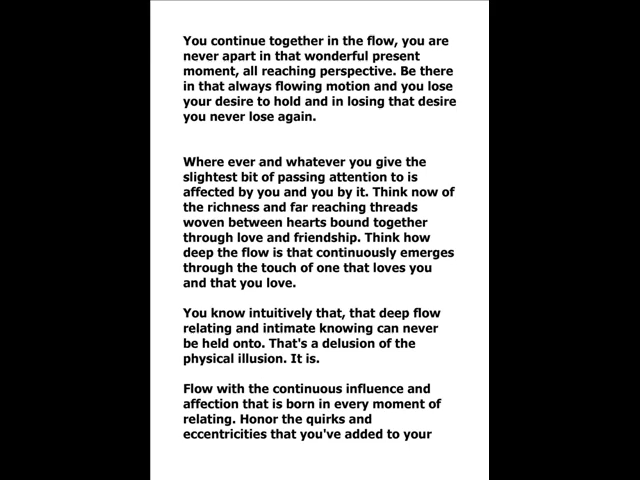 You continue together in the flow, you are
never apart in that wonderful present
moment, all reaching perspective. Be there
in that always flowing motion and you lose
your desire to hold and in losing that desire
you never lose again.
Where ever and whatever you give the
slightest bit of passing attention to is
affected by you and you by it. Think now of
the richness and far reaching threads
woven between hearts bound together
through love and friendship. Think how
deep the flow is that continuously emerges
through the touch of one that loves you
and that you love.
You know intuitively that, that deep flow
relating and intimate knowing can never
be held onto. That's a delusion of the
physical illusion. It is.
Flow with the continuous influence and
affection that is born in every moment of
relating. Honor the quirks and
eccentricities that you've added to your